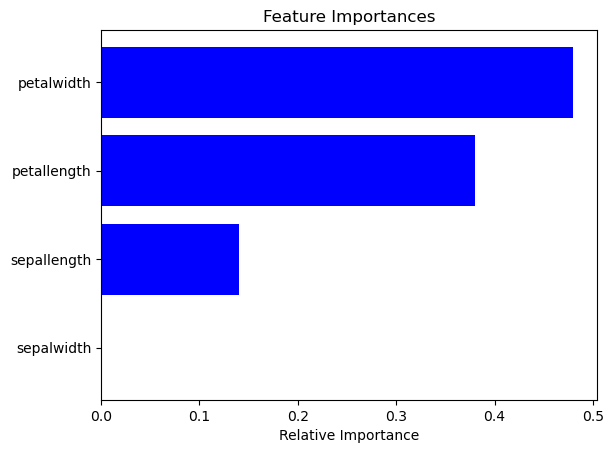 Feature Importances
petalwidth
petallength
sepallength
sepalwidth
0.0 0.1 0.2 0.3 0.4 0.5
Relative Importance